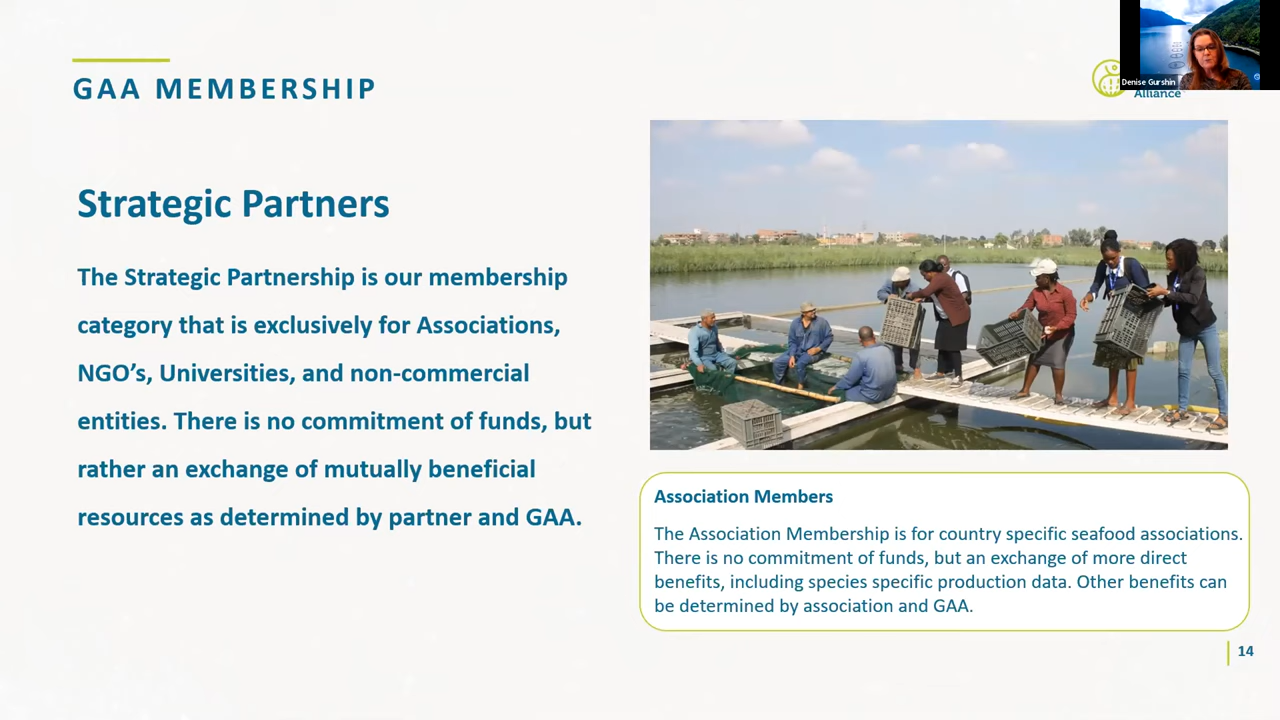 GAA MEMBERSHIP
Denise Gurshin
Alliance
Strategic Partners
The Strategic Partnership is our membership
category that is exclusively for Associations,
NGO’s, Universities, and non-commercial
entities. There is no commitment of funds, but
rather an exchange of mutually beneficial
resources as determined by partner and GAA.
Association Members
The Association Membership is for country specific seafood associations.
There is no commitment of funds, but an exchange of more direct
benefits, including species specific production data. Other benefits can
be determined by association and GAA.
14